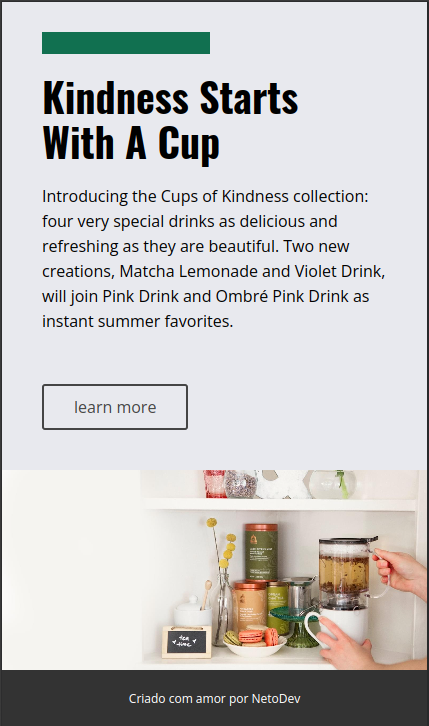 Kindness Starts
With A Cup
Introducing the Cups of Kindness collection:
four very special drinks as delicious and
refreshing as they are beautiful. Two new
creations, Matcha Lemonade and Violet Drink,
will join Pink Drink and Ombré Pink Drink as
instant summer favorites.
learn more
tea
time
Criado com amor por NetoDev